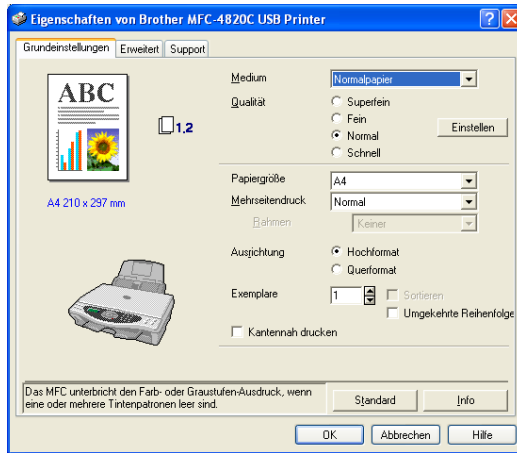 Eigenschaften von Brother MFC-4820C USB Printer
Grundeinstellungen Erweitert Support
ABC
1.2
A4 210 x 297 mm
Medium Normalpapier
Qualität Superfein
Fein
Normal
Schnell
Einstellen
Papiergröße A4
Mehrseitendruck Normal
Rahmen Keiner
Ausrichtung Hochformat
Querformat
Exemplare 1 Sortieren
Umgekehrte Reihenfolge
Kantennah drucken
Das MFC unterbricht den Farb- oder Graustufen-Ausdruck, wenn
eine oder mehrere Tintenpatronen leer sind.
Standard Info
OK Abbrechen Hilfe